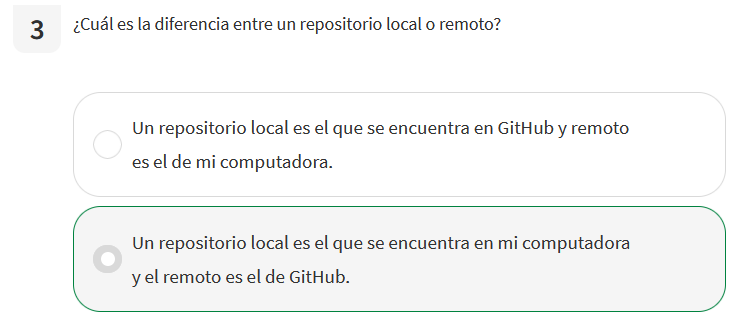 3
¿Cuál es la diferencia entre un repositorio local o remoto?
Un repositorio local es el que se encuentra en GitHub y remoto
es el de mi computadora.
Un repositorio local es el que se encuentra en mi computadora
y el remoto es el de GitHub.